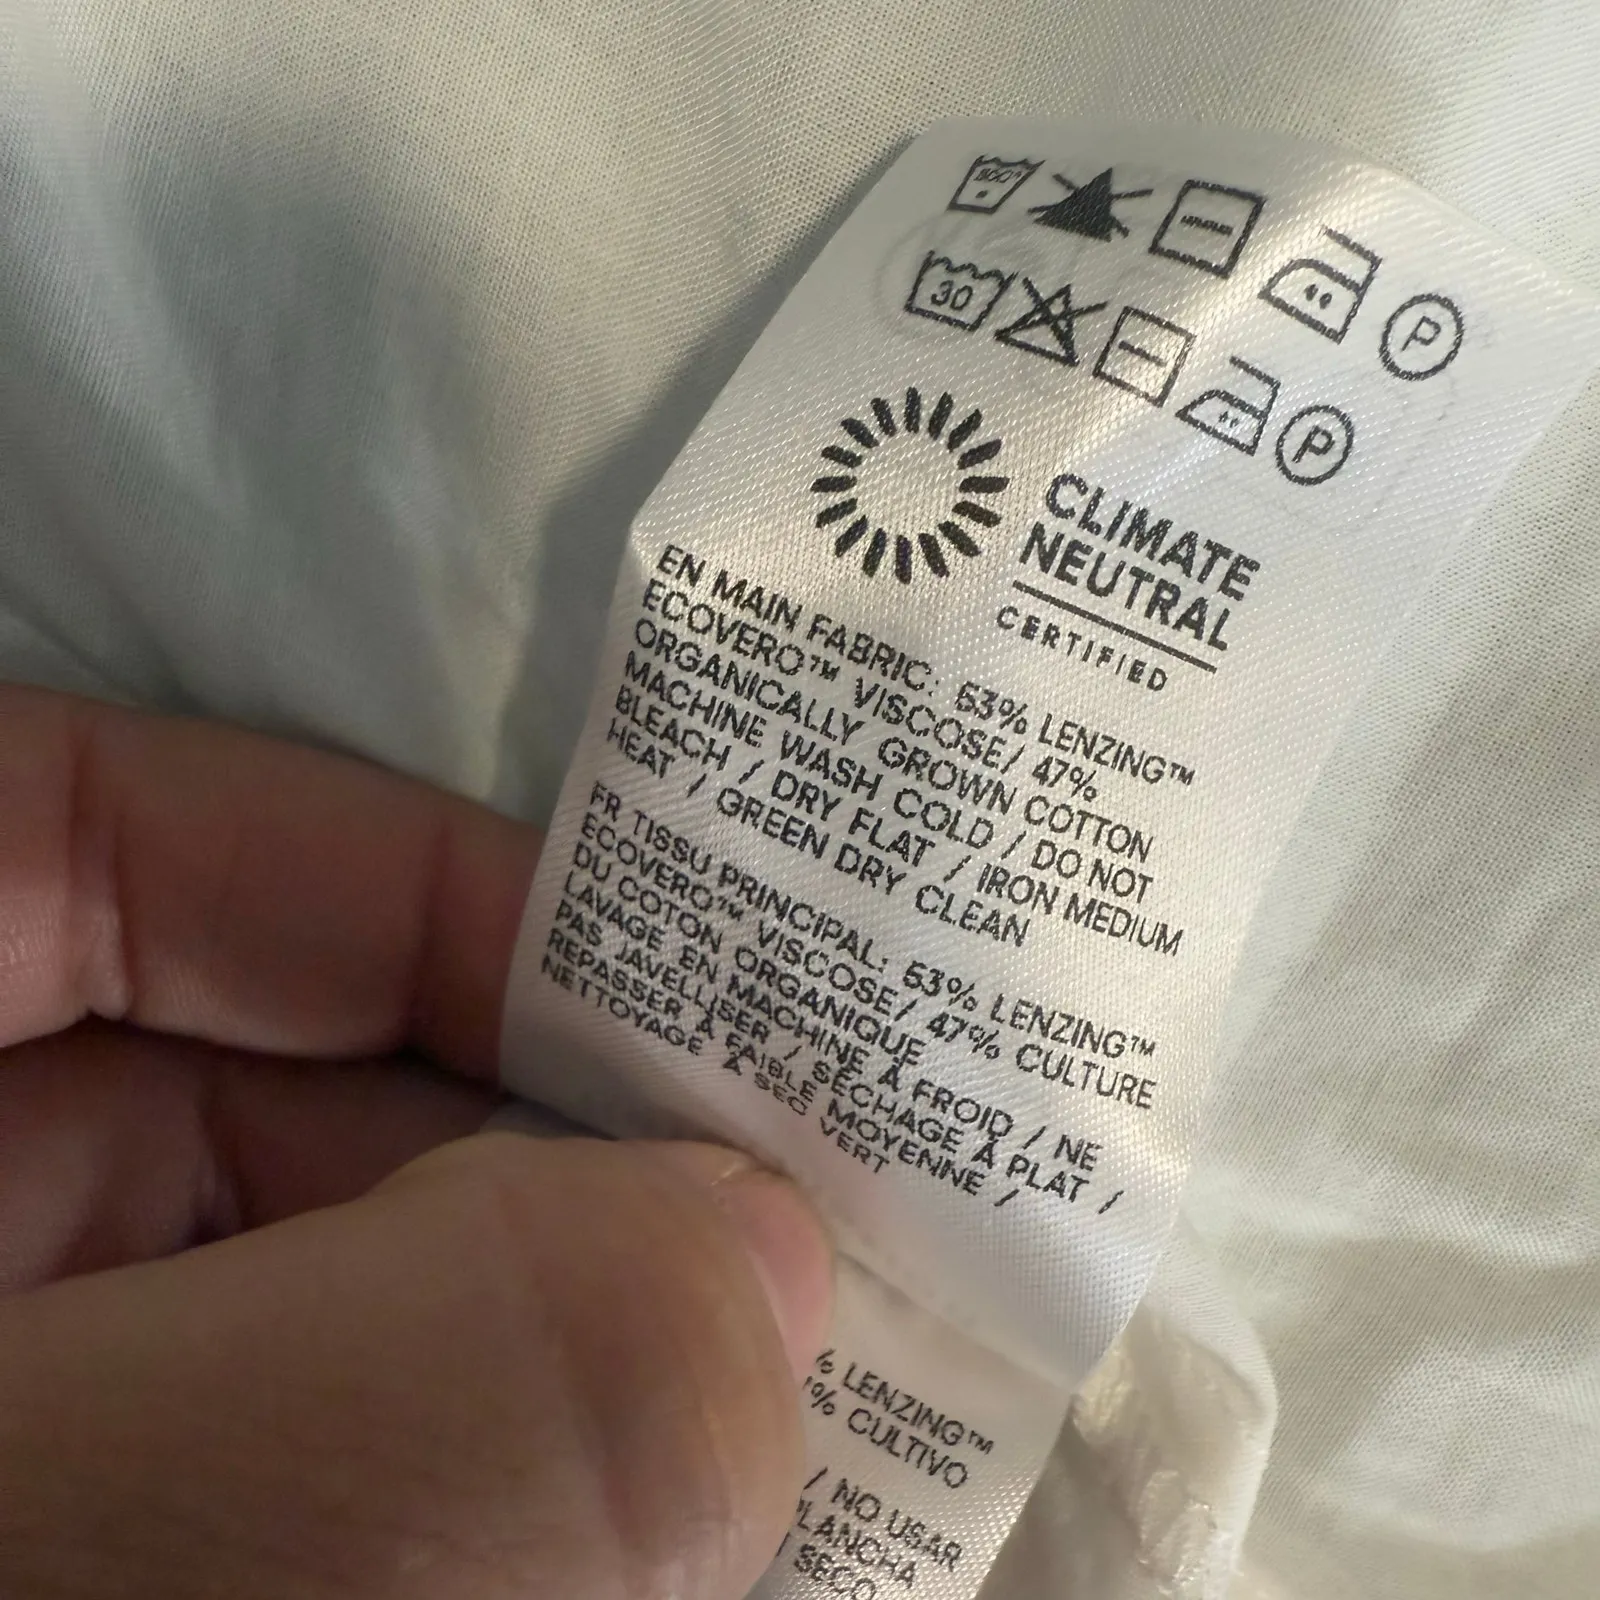 30
P
P
CLIMATE
NEUTRAL
CERTIFIED
EN MAIN FABRIC: 53% LENZING™
ECOVERO™ VISCOSE/ 47%
ORGANICALLY GROWN COTTON
MACHINE WASH COLD / DO NOT
BLEACH / DRY FLAT / IRON MEDIUM
HEAT / GREEN DRY CLEAN
FR TISSU PRINCIPAL: 53% LENZING™
ECOVERO™ VISCOSE/ 47% CULTURE
DU COTON ORGANIQUE
LAVAGE EN MACHINE À FROID / NE
PAS JAVELLISER / SÉCHAGE À PLAT /
REPASSER À FAIBLE MOYENNE /
NETTOYAGE À SEC VERT
% LENZING™
% CULTIVO
/ NO USAR
PLANCHA
SECO